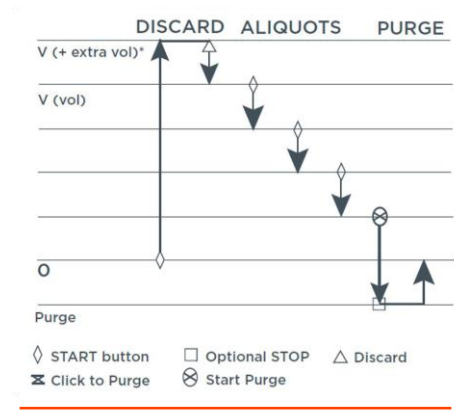 DISCARD ALIQUOTS PURGE
V (+ extra vol)*
V (vol)
O
Purge
START button Optional STOP Discard
Click to Purge Start Purge